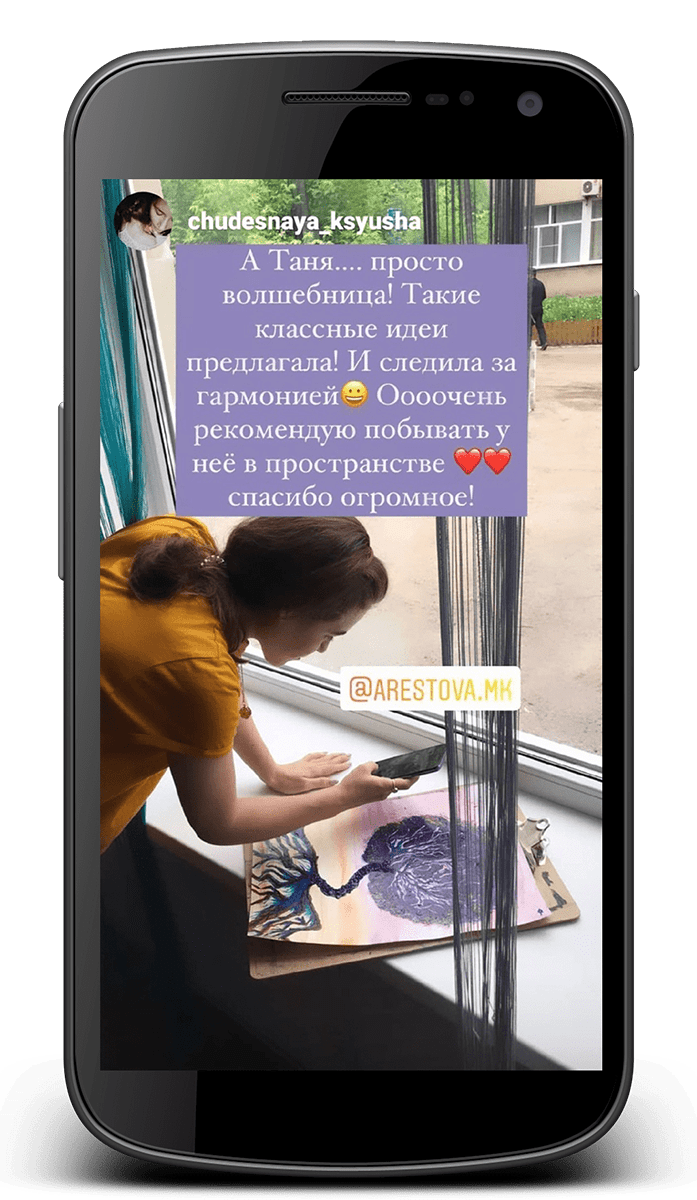 chudesnaya_ksyusha
А Таня.... просто
волшебница! Такие
классные идеи
предлагала! И следила за
гармонией😀 Оооочень
рекомендую побывать у
неё в пространстве ❤️❤️
спасибо огромное!
@ARESTOVA.MK